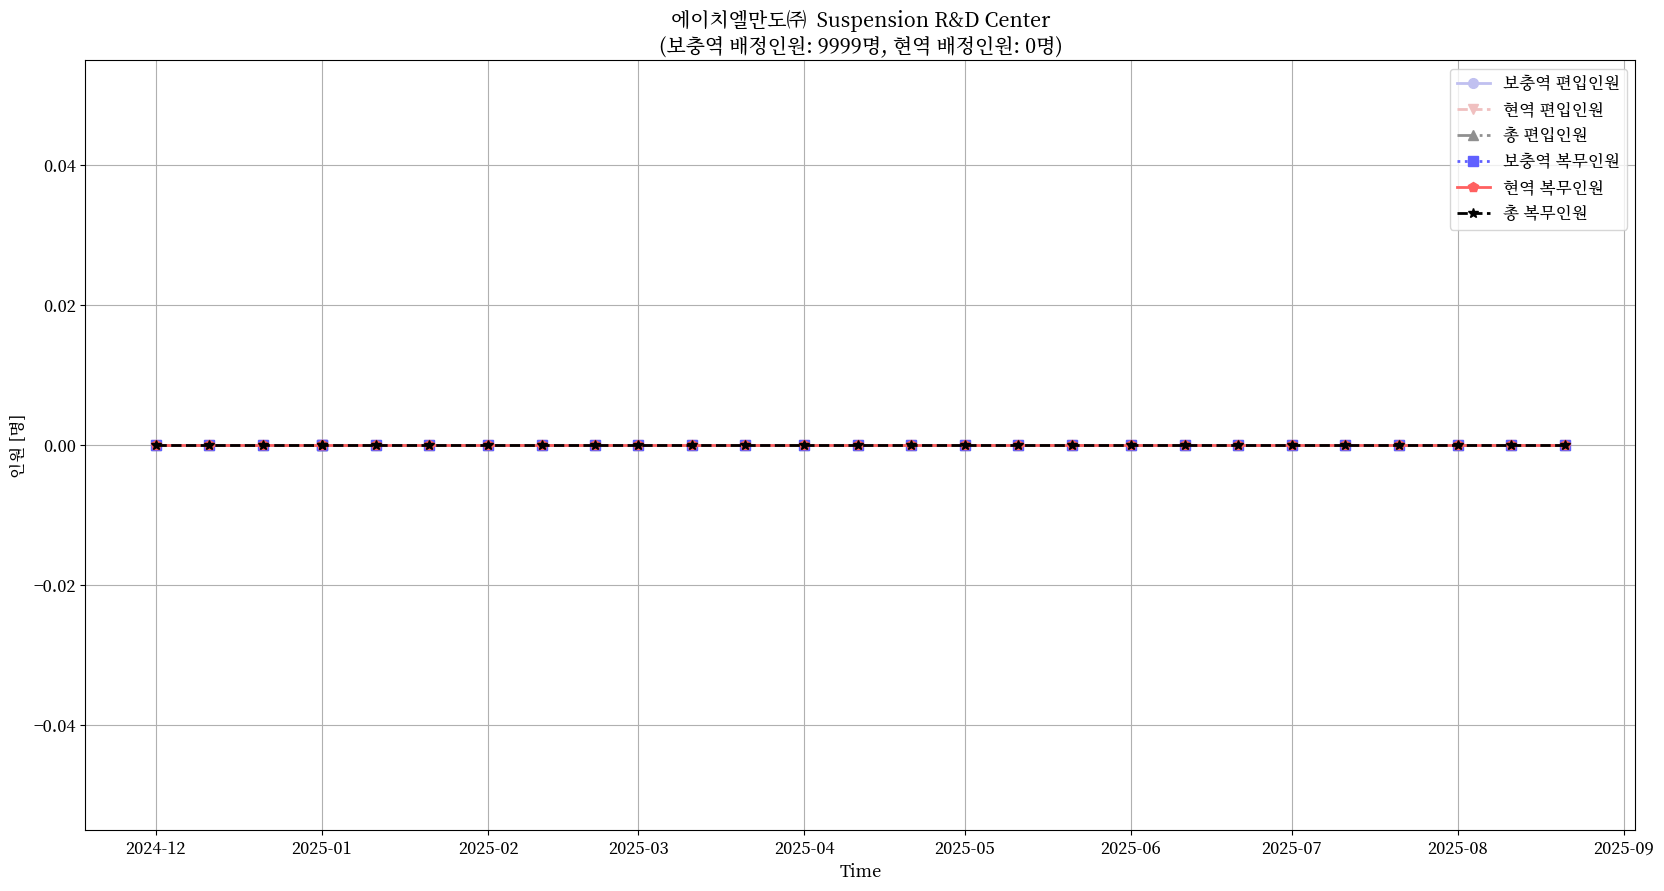 에이치엘만도㈜ Suspension R&D Center
(보충역 배정인원: 9999명, 현역 배정인원: 0명)
보충역 편입인원
현역 편입인원
총 편입인원
보충역 복무인원
현역 복무인원
총 복무인원
인원 [명]
0.04
0.02
0.00
−0.02
−0.04
2024-12
2025-01
2025-02
2025-03
2025-04
2025-05
2025-06
2025-07
2025-08
2025-09
Time